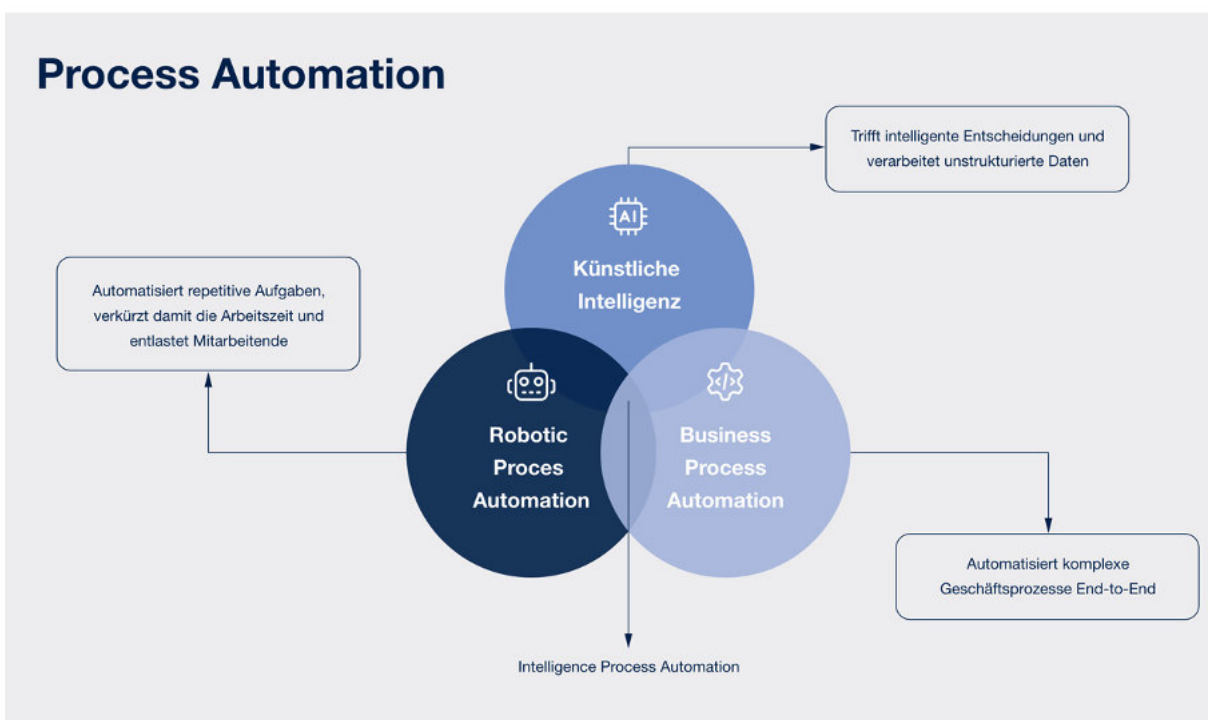 Process Automation
Trifft intelligente Entscheidungen und
verarbeitet unstrukturierte Daten
AI
Künstliche
Intelligenz
Automatisiert repetitive Aufgaben,
verkürzt damit die Arbeitszeit und
entlastet Mitarbeitende
Robotic
Proces
Automation
</>
Business
Process
Automation
Automatisiert komplexe
Geschäftsprozesse End-to-End
Intelligence Process Automation